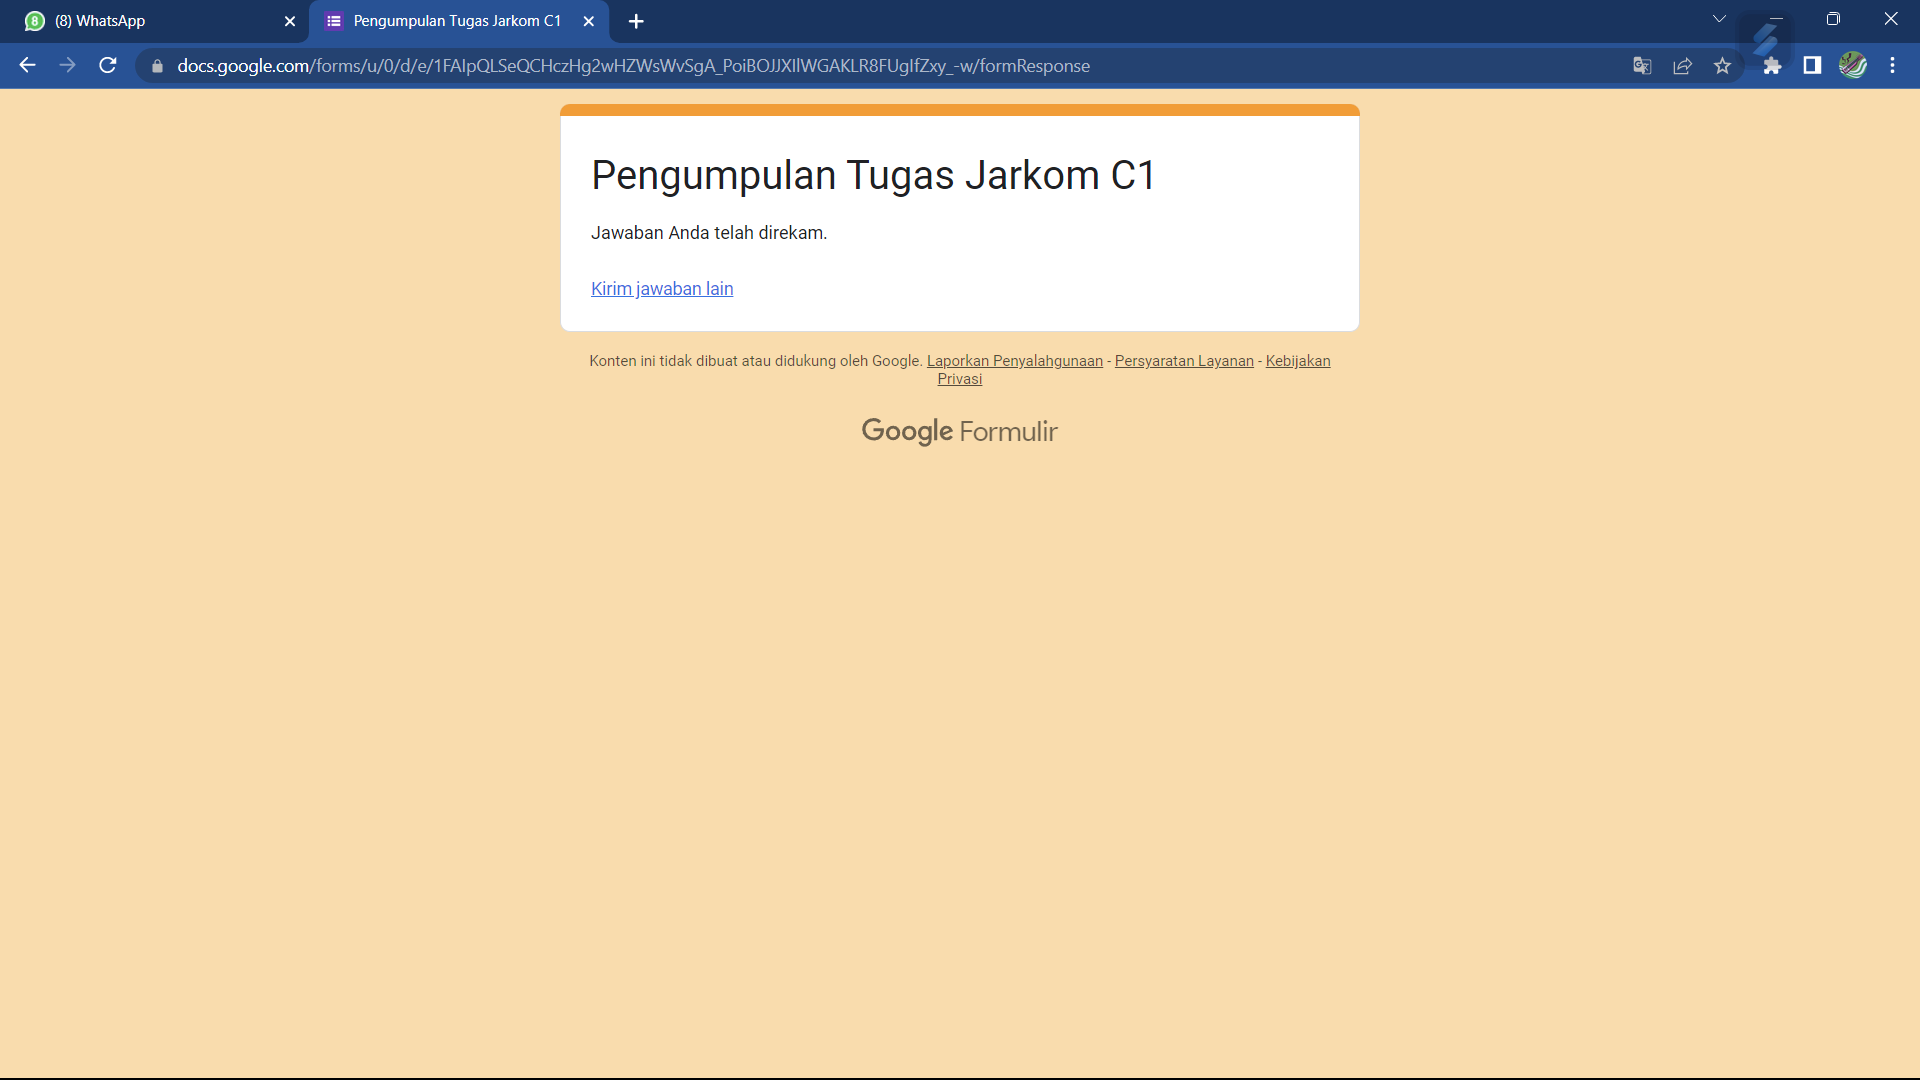 (8) WhatsApp
Pengumpulan Tugas Jarkom C1
docs.google.com/forms/u/0/d/e/1FAIpQLSeQCHczHg2wHZWsWvSgA_PoiBOJJXIlWGAKLR8FUgIfZxy_-w/formResponse
Pengumpulan Tugas Jarkom C1
Jawaban Anda telah direkam.
Kirim jawaban lain
Konten ini tidak dibuat atau didukung oleh Google. Laporkan Penyalahgunaan - Persyaratan Layanan - Kebijakan
Privasi
Google Formulir